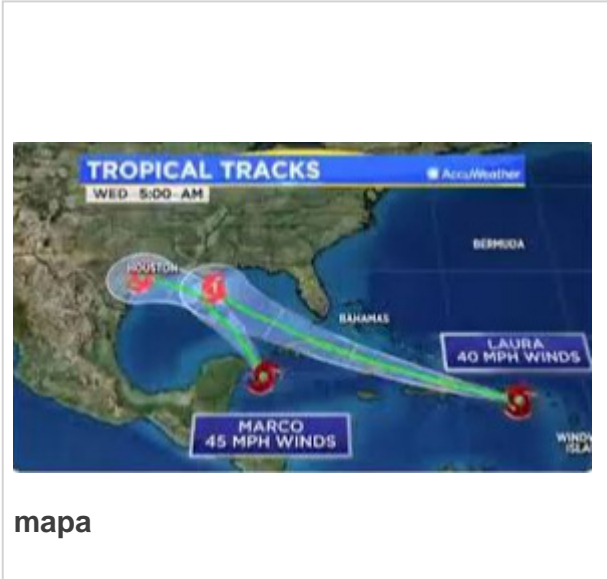 TROPICAL TRACKS
AccuWeather
WED 5:00 AM
BERMUDA
HOUSTON
BAHAMAS
LAURA
40 MPH WINDS
MARCO
45 MPH WINDS
mapa